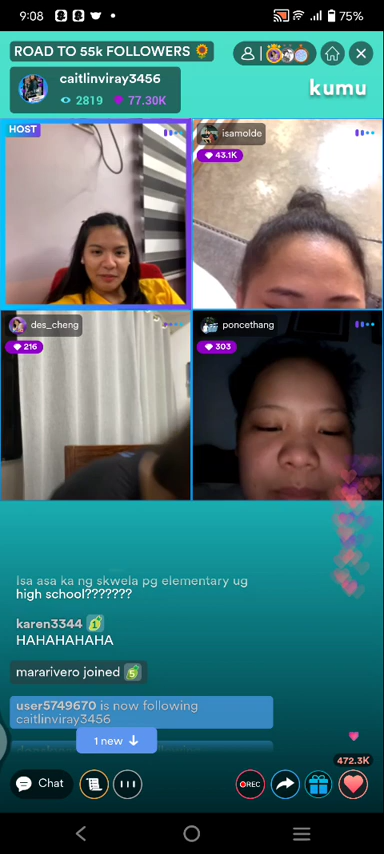 9:08
75%
ROAD TO 55k FOLLOWERS
caitlinviray3456
2819 77.30K
kumu
HOST
isamolde
43.1K
des_cheng
216
poncethang
303
Isa asa ka ng skwela pg elementary ug
high school???????
karen3344 1
HAHAHAHAHA
mararivero joined 5
user5749670 is now following
caitlinviray3456
1 new
472.3K
Chat
REC